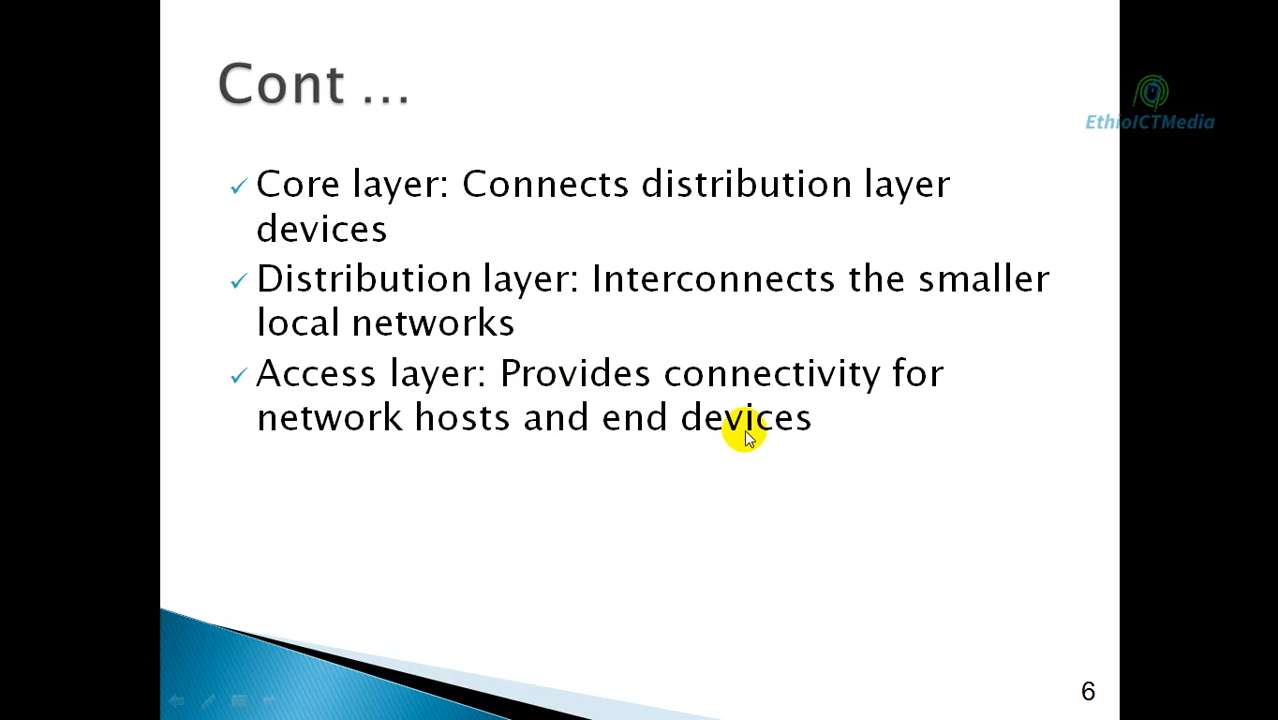 Cont ...
EthioICTMedia
✓ Core layer: Connects distribution layer
devices
✓ Distribution layer: Interconnects the smaller
local networks
✓ Access layer: Provides connectivity for
network hosts and end devices
6